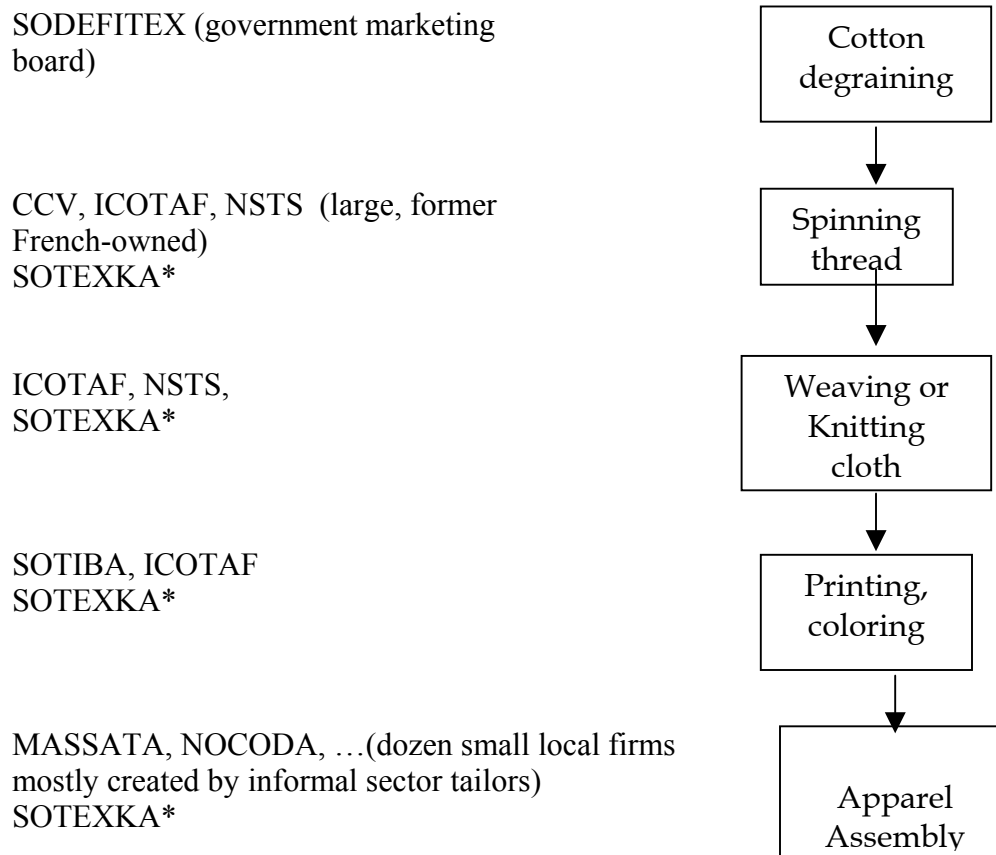 SODEFITEX (government marketing
board)
Cotton
degraining
CCV, ICOTAF, NSTS  (large, former
French-owned)
SOTEXKA*
Spinning
thread
ICOTAF, NSTS,
SOTEXKA*
Weaving or
Knitting
cloth
SOTIBA, ICOTAF
SOTEXKA*
Printing,
coloring
MASSATA, NOCODA, …(dozen small local firms
mostly created by informal sector tailors)
SOTEXKA*
Apparel
Assembly